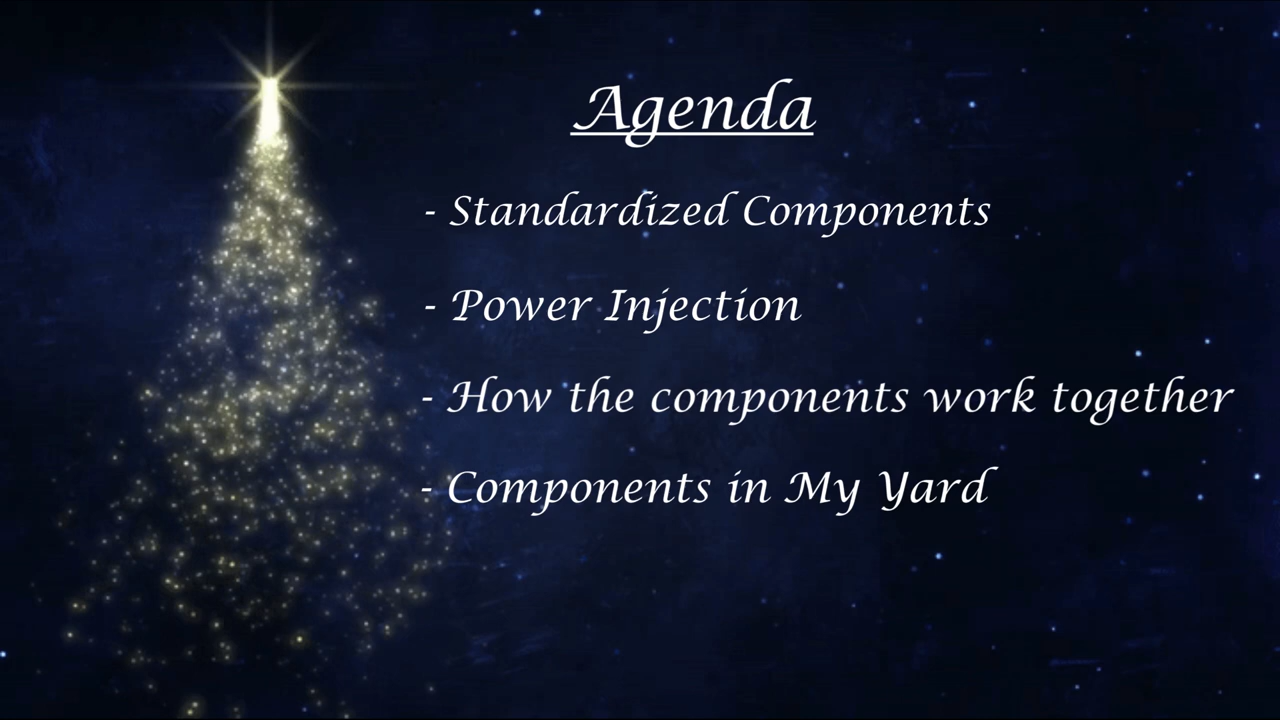 Agenda
- Standardized Components
- Power Injection
- How the components work together
- Components in My Yard